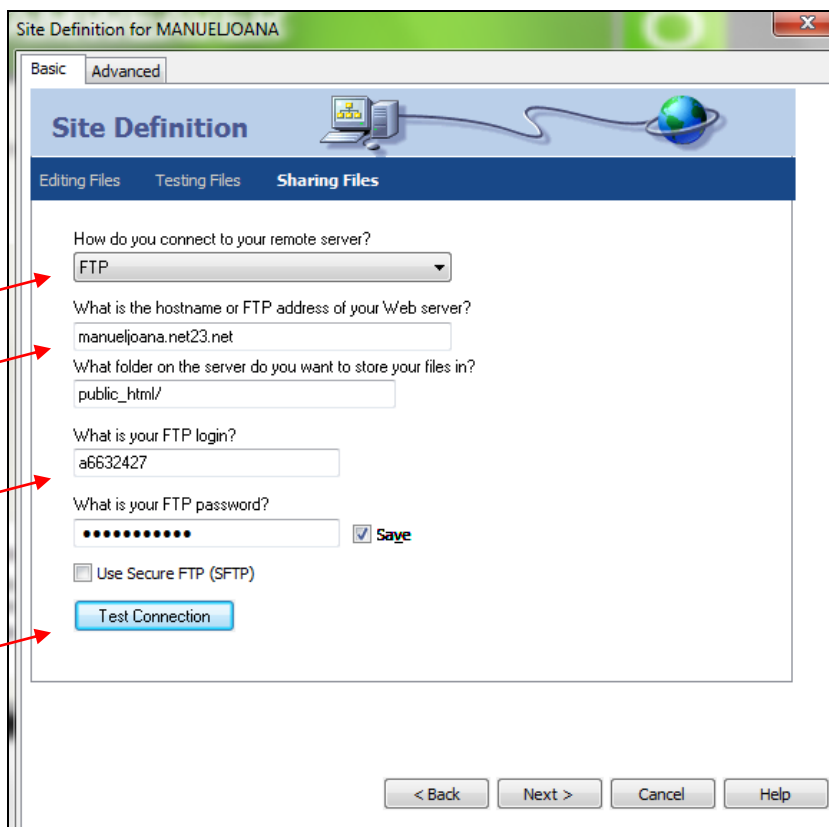 Site Definition for MANUELJOANA
Basic Advanced
Site Definition
Editing Files Testing Files Sharing Files
How do you connect to your remote server?
FTP
What is the hostname or FTP address of your Web server?
manueljoana.net23.net
What folder on the server do you want to store your files in?
public_html/
What is your FTP login?
a6632427
What is your FTP password?
••••••••••• Save
Use Secure FTP (SFTP)
Test Connection
< Back Next > Cancel Help